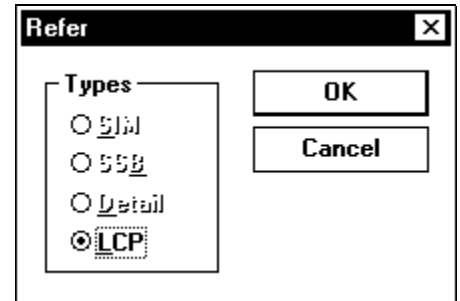 Refer
Types
SIM
SSB
Detail
LCP
OK
Cancel